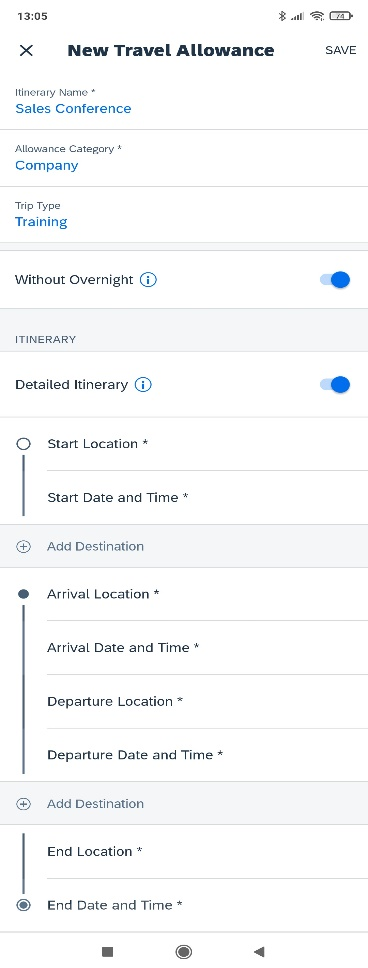 13:05
74
New Travel Allowance
SAVE
Itinerary Name *
Sales Conference
Allowance Category *
Company
Trip Type
Training
Without Overnight
ITINERARY
Detailed Itinerary
Start Location *
Start Date and Time *
Add Destination
Arrival Location *
Arrival Date and Time *
Departure Location *
Departure Date and Time *
Add Destination
End Location *
End Date and Time *